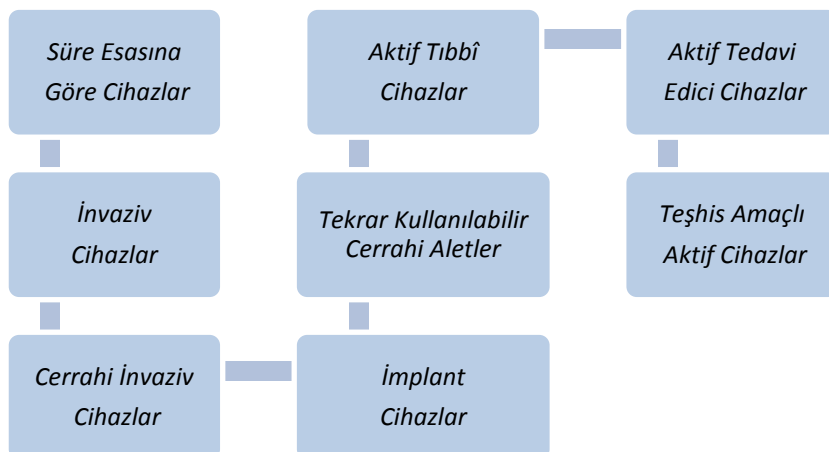 Süre Esasına
Göre Cihazlar
İnvaziv
Cihazlar
Cerrahi İnvaziv
Cihazlar
İmplant
Cihazlar
Tekrar Kullanılabilir
Cerrahi Aletler
Aktif Tıbbî
Cihazlar
Aktif Tedavi
Edici Cihazlar
Teşhis Amaçlı
Aktif Cihazlar